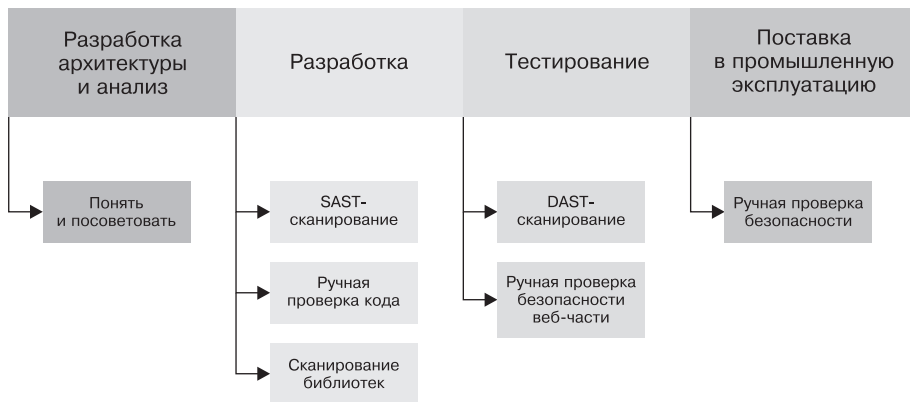 Разработка
архитектуры
и анализ
Разработка
Тестирование
Поставка
в промышленную
эксплуатацию
Понять
и посоветовать
SAST-
сканирование
Ручная
проверка кода
Сканирование
библиотек
DAST-
сканирование
Ручная проверка
безопасности
веб-части
Ручная проверка
безопасности